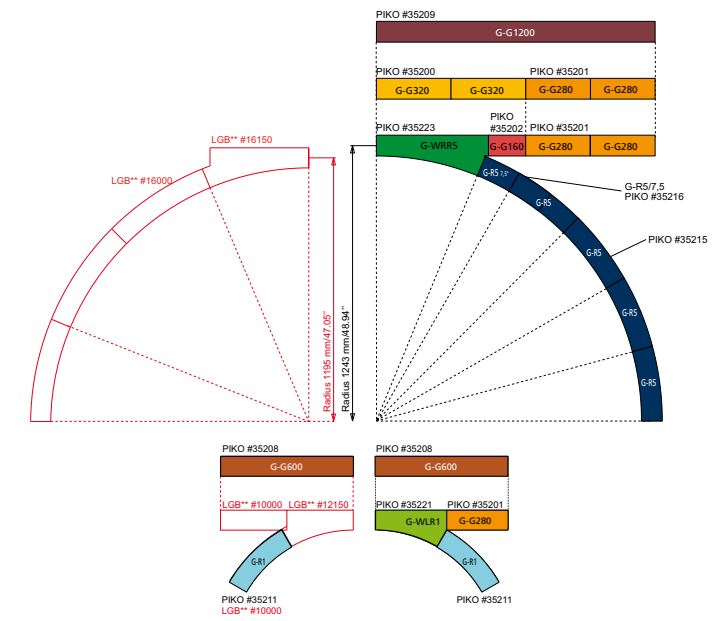 PIKO #35209
G-G1200
PIKO #35200
PIKO #35201
G-G320
G-G320
G-G280
G-G280
PIKO #35223
PIKO
#35202
PIKO #35201
G-WRR5
G-G160
G-G280
G-G280
LGB** #16150
LGB** #16000
G-R5 7,5°
G-R5/7,5
PIKO #35216
G-R5
PIKO #35215
G-R5
G-R5
G-R5
Radius 1195 mm/47.05"
Radius 1243 mm/48.94"
PIKO #35208
G-G600
PIKO #35208
G-G600
LGB** #10000
LGB** #12150
PIKO #35221
PIKO #35201
G-WLR1
G-G280
G-R1
G-R1
PIKO #35211
LGB** #10000
PIKO #35211